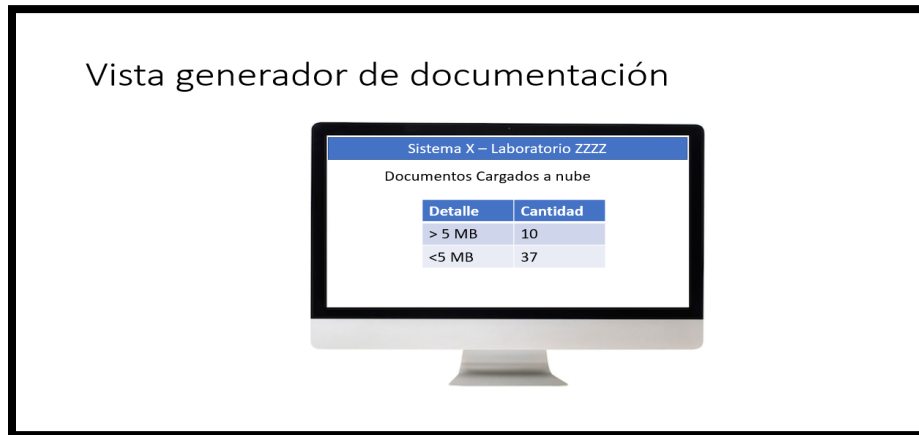 Vista generador de documentación
Sistema X – Laboratorio ZZZZ
Documentos Cargados a nube
Detalle Cantidad
> 5 MB 10
<5 MB 37